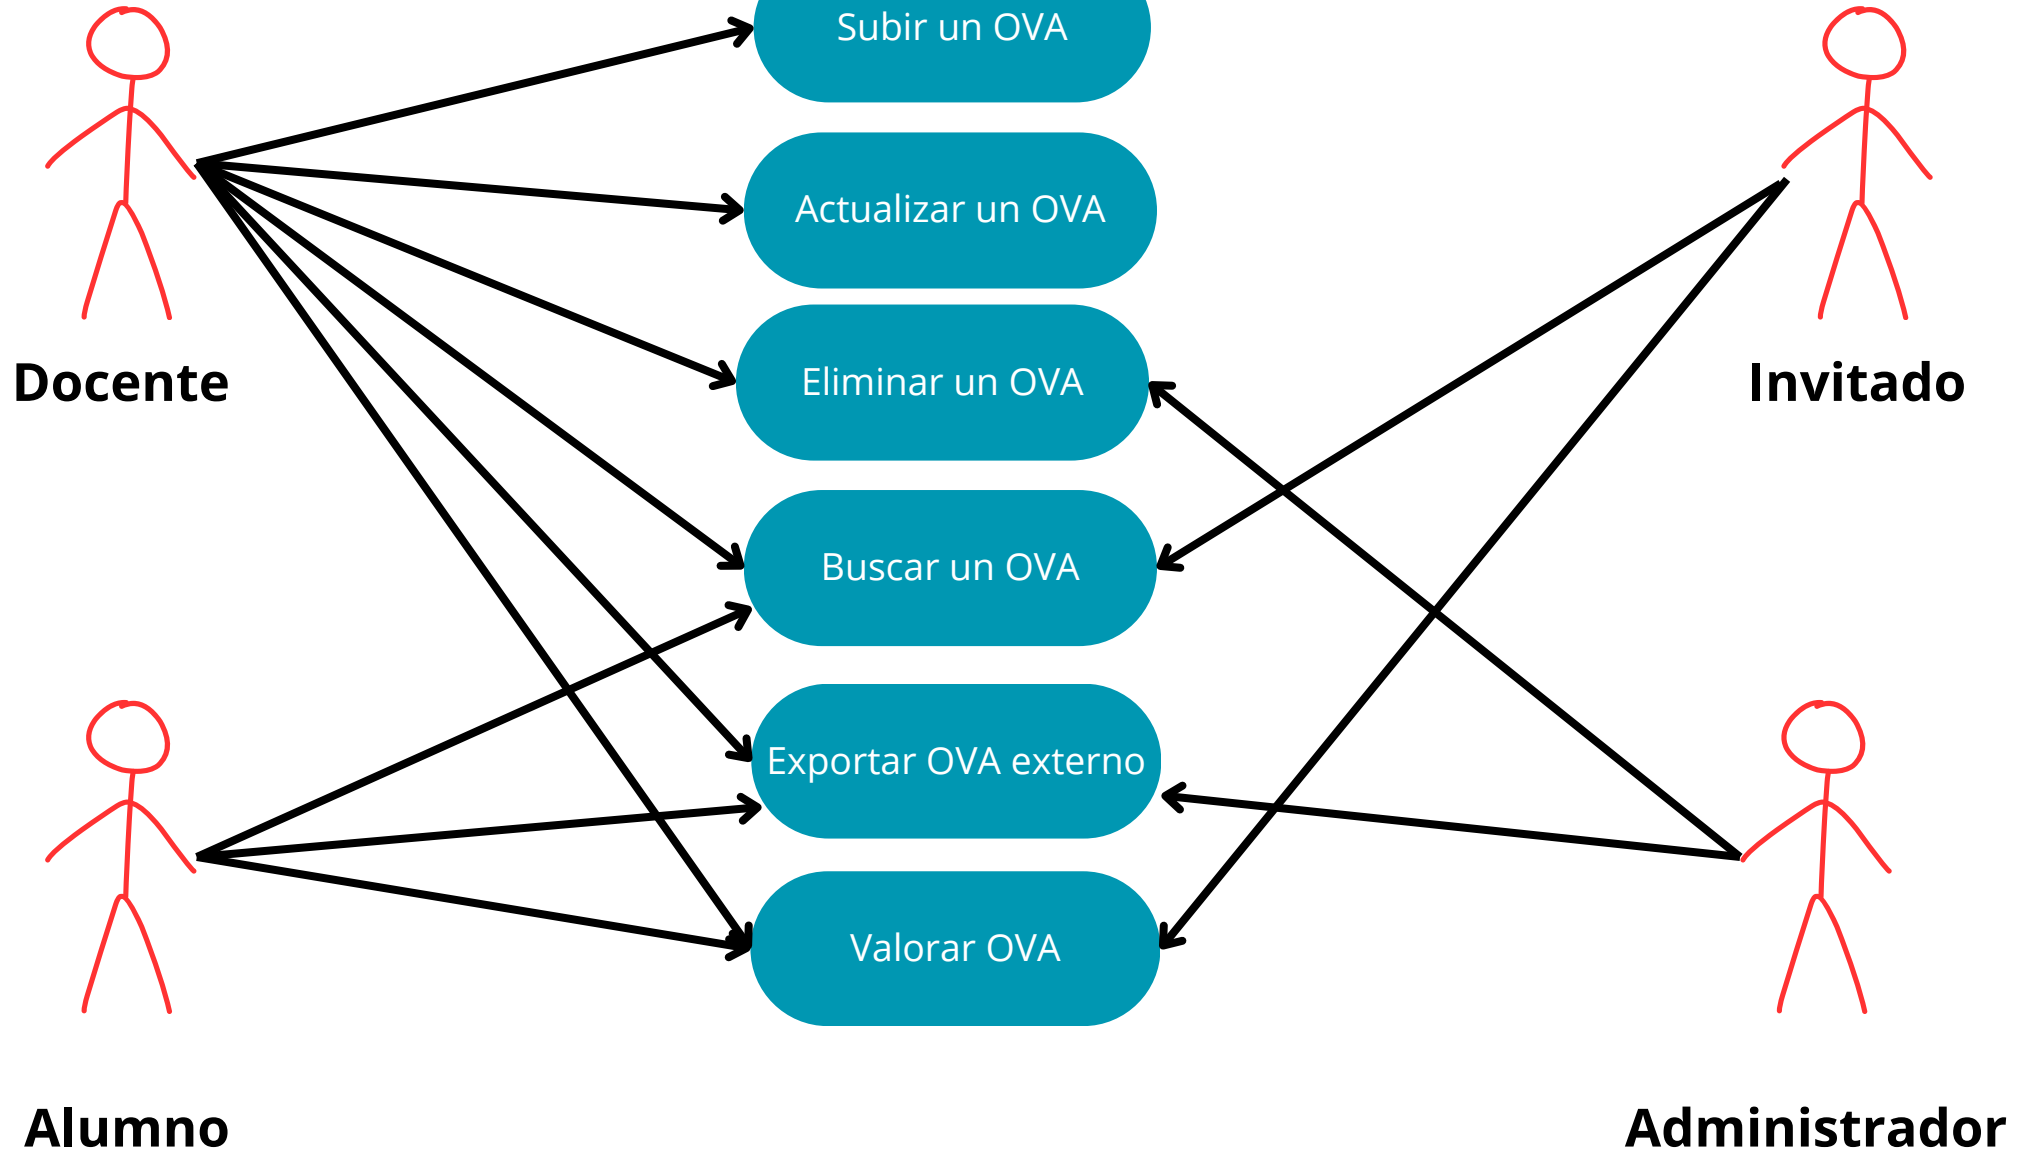 Subir un OVA
Actualizar un OVA
Docente
Eliminar un OVA
Invitado
Buscar un OVA
Exportar OVA externo
Valorar OVA
Alumno
Administrador